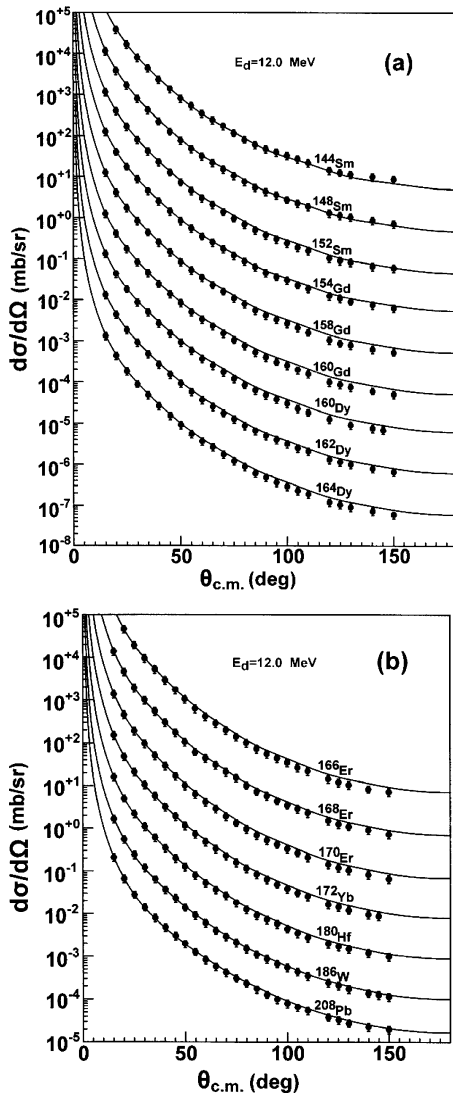 (a)
E_d=12.0 MeV
dσ/dΩ (mb/sr)
10^+5
10^+4
10^+3
10^+2
10^+1
10^+0
10^-1
10^-2
10^-3
10^-4
10^-5
10^-6
10^-7
10^-8
^144Sm
^148Sm
^152Sm
^154Gd
^158Gd
^160Gd
^160Dy
^162Dy
^164Dy
0 50 100 150
θ_c.m. (deg)
(b)
E_d=12.0 MeV
dσ/dΩ (mb/sr)
10^+5
10^+4
10^+3
10^+2
10^+1
10^+0
10^-1
10^-2
10^-3
10^-4
10^-5
^166Er
^168Er
^170Er
^172Yb
^180Hf
^186W
^208Pb
0 50 100 150
θ_c.m. (deg)